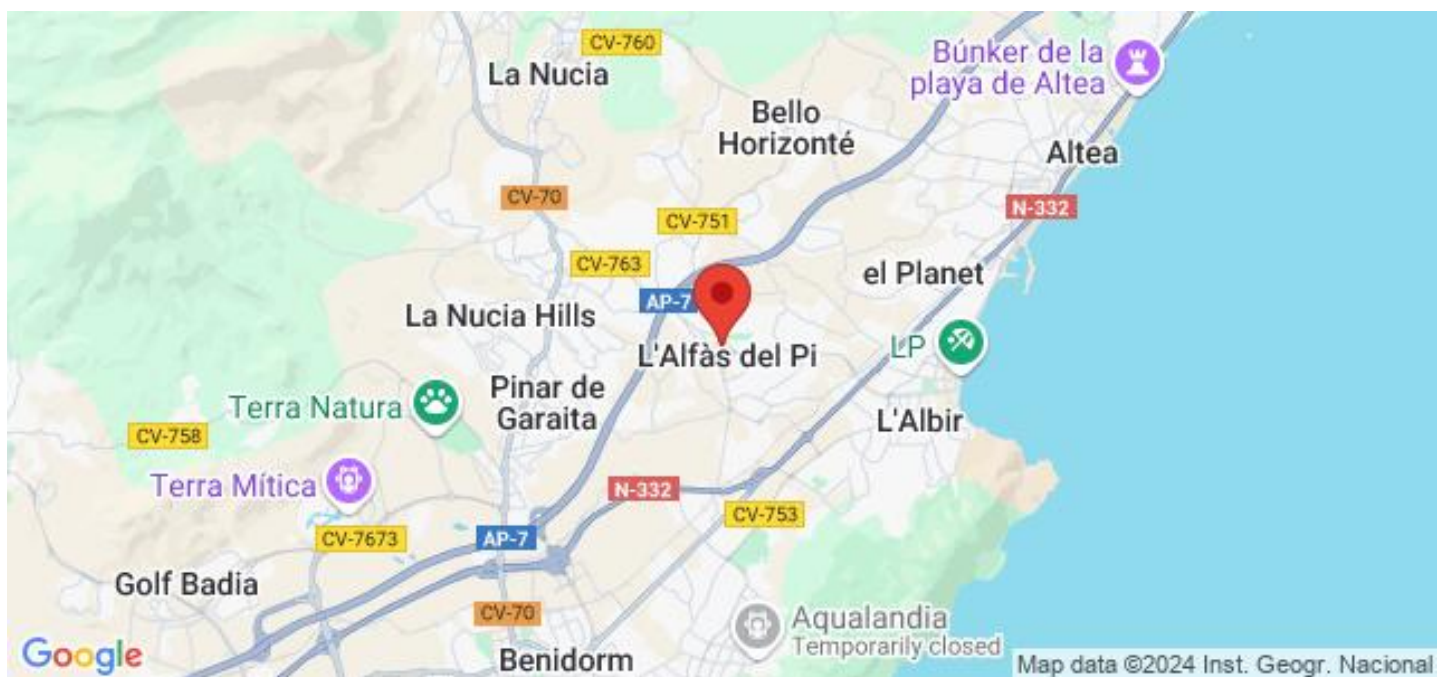 CV-760
La Nucia
Búnker de la
playa de Altea
Bello
Horizonté
Altea
CV-70
N-332
CV-751
CV-763
el Planet
AP-7
La Nucia Hills
LP
L'Alfàs del Pi
Pinar de
Garaita
Terra Natura
L'Albir
CV-758
Terra Mítica
N-332
CV-753
CV-7673
AP-7
Golf Badia
CV-70
Aqualandia
Temporarily closed
Google
Benidorm
Map data ©2024 Inst. Geogr. Nacional